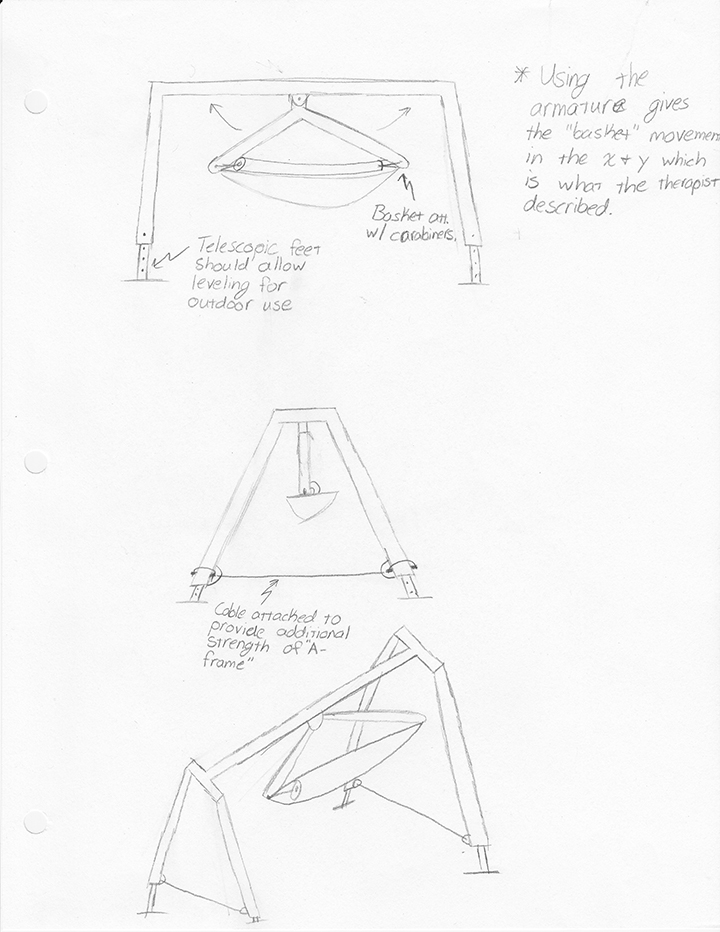 * Using the
armature gives
the "basket" movement
in the x + y which
is what the therapist
described.
Basket att.
w/ carabiners.
Telescopic feet
should allow
leveling for
outdoor use
Cable attached to
provide additional
strength of "A-
frame"